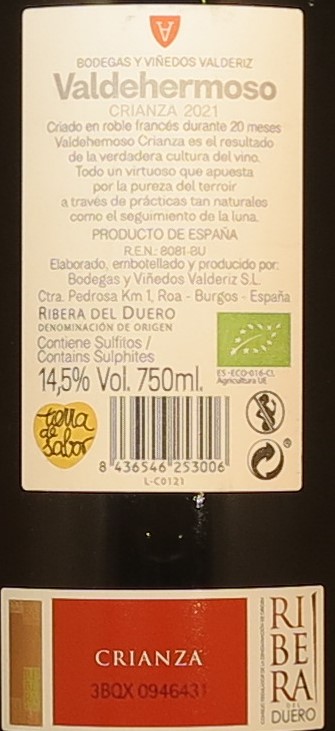 BODEGAS Y VIÑEDOS VALDERIZ
Valdehermoso
CRIANZA 2021
Criado en roble francés durante 20 meses
Valdehemoso Crianza es el resultado
de la verdadera cultura del vino.
Todo un virtuoso que apuesta
por la pureza del terroir
a través de prácticas tan naturales
como el seguimiento de la luna.
PRODUCTO DE ESPAÑA
R.E.N.: 8081-BU
Elaborado, embotellado y producido por:
Bodegas y Viñedos Valderiz S.L.
Ctra. Pedrosa Km 1, Roa - Burgos - España
RIBERA DEL DUERO
DENOMINACIÓN DE ORIGEN
Contiene Sulfitos /
Contains Sulphites
ES-ECO-016-CL
Agricultura UE
14,5% Vol. 750ml.
tierra
de
sabor
8 436546 253006
L-C0121
CRIANZA
3BQX 0946431
RI
BE
RA
DEL
DUERO